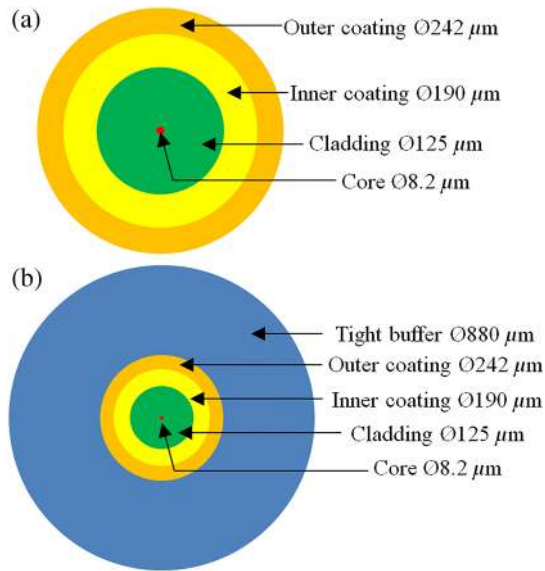 (a)
Outer coating Ø242 µm
Inner coating Ø190 µm
Cladding Ø125 µm
Core Ø8.2 µm
(b)
Tight buffer Ø880 µm
Outer coating Ø242 µm
Inner coating Ø190 µm
Cladding Ø125 µm
Core Ø8.2 µm